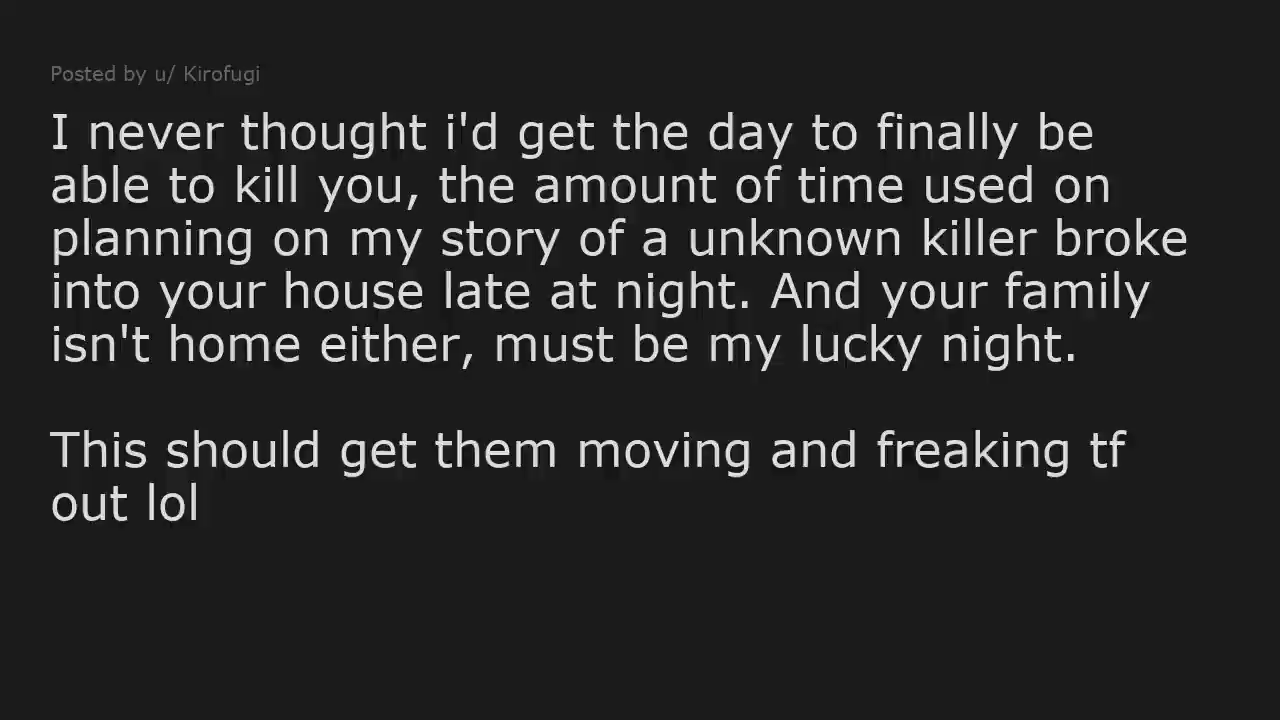 Posted by u/ Kirofugi
I never thought i'd get the day to finally be
able to kill you, the amount of time used on
planning on my story of a unknown killer broke
into your house late at night. And your family
isn't home either, must be my lucky night.
This should get them moving and freaking tf
out lol